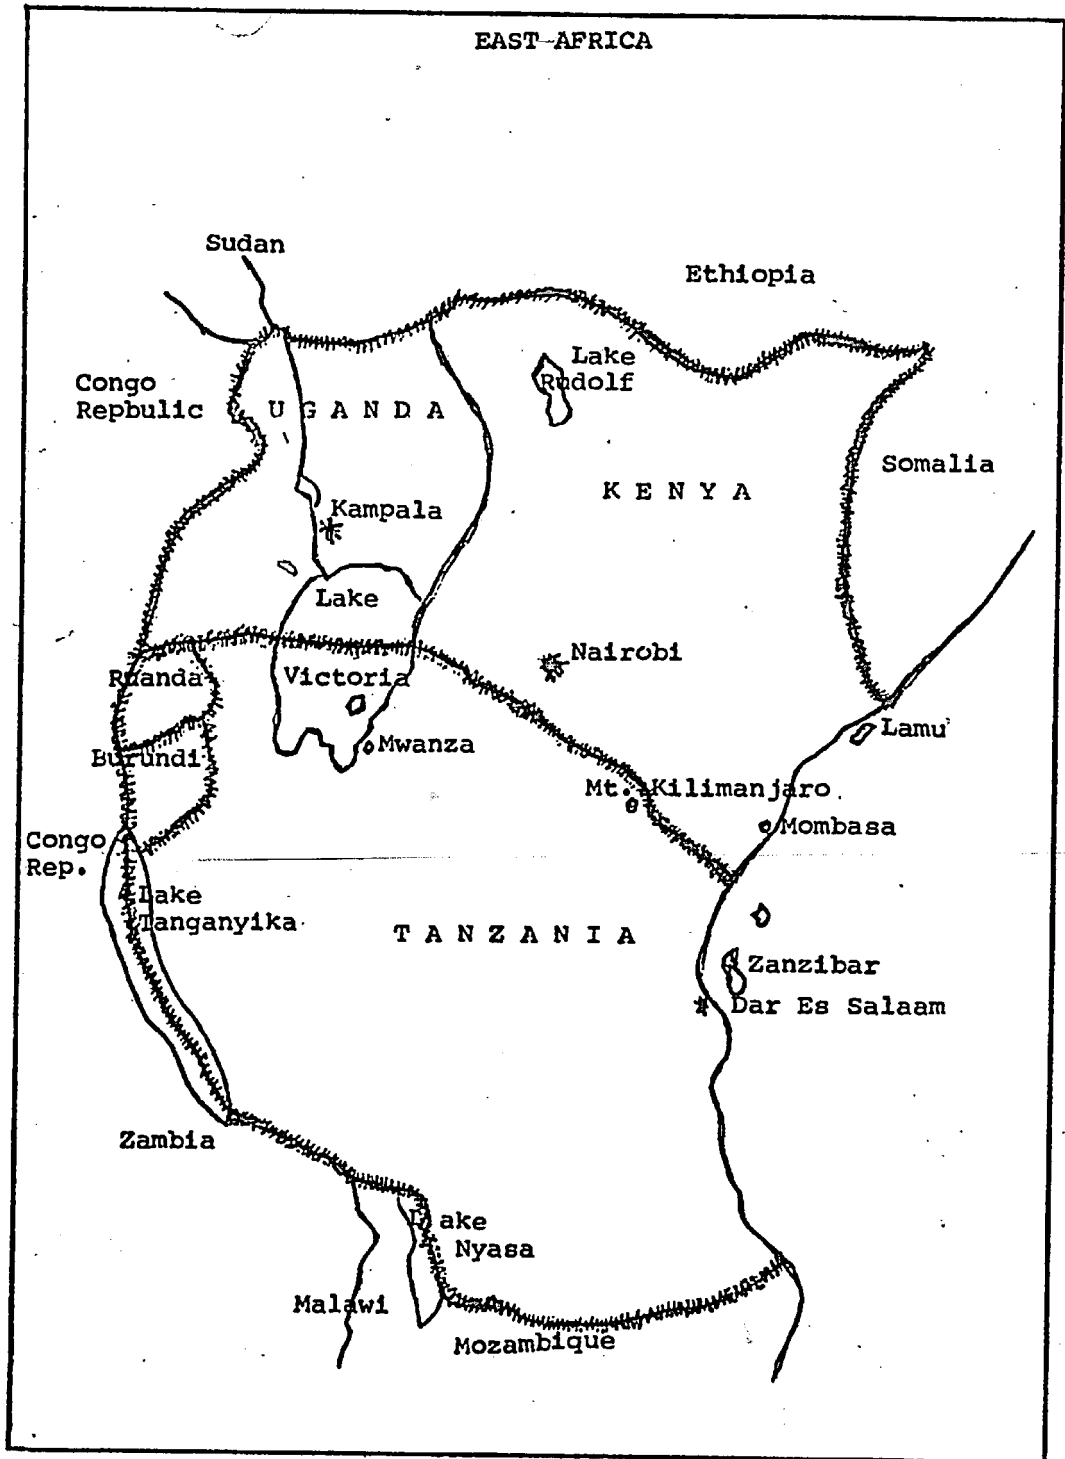 EAST AFRICA
Sudan
Ethiopia
Lake
Rudolf
Congo
Repbulic
U G A N D A
Somalia
K E N Y A
Kampala
Lake
Nairobi
Ruanda
Victoria
Lamu
Mwanza
Burundi
Mt. Kilimanjaro
Mombasa
Congo
Rep.
Lake
Tanganyika
T A N Z A N I A
Zanzibar
Dar Es Salaam
Zambia
Lake
Nyasa
Malawi
Mozambique